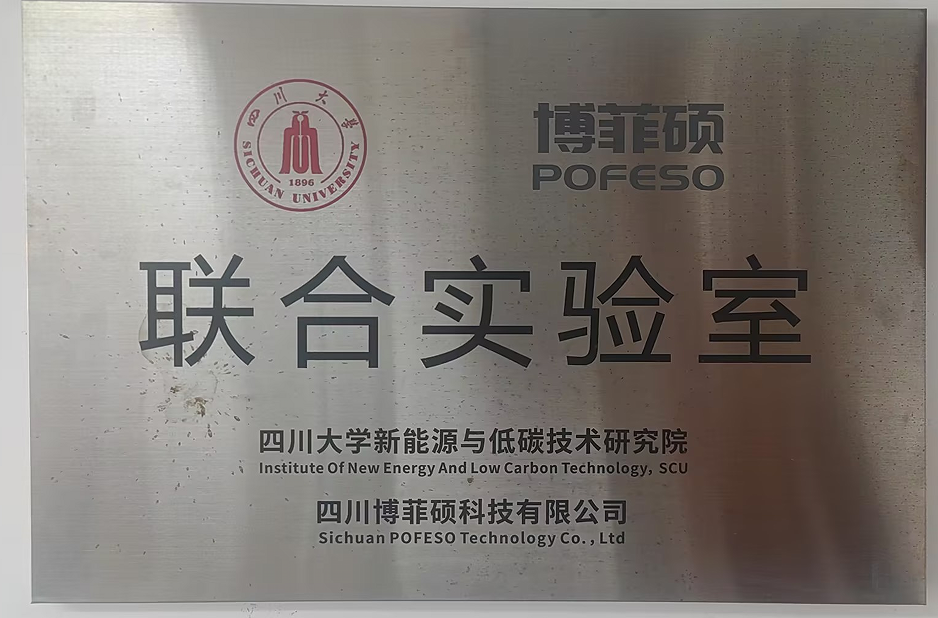 四川大学
SICHUAN UNIVERSITY
1896
博菲硕
POFESO
联合实验室
四川大学新能源与低碳技术研究院
Institute Of New Energy And Low Carbon Technology, SCU
四川博菲硕科技有限公司
Sichuan POFESO Technology Co., Ltd